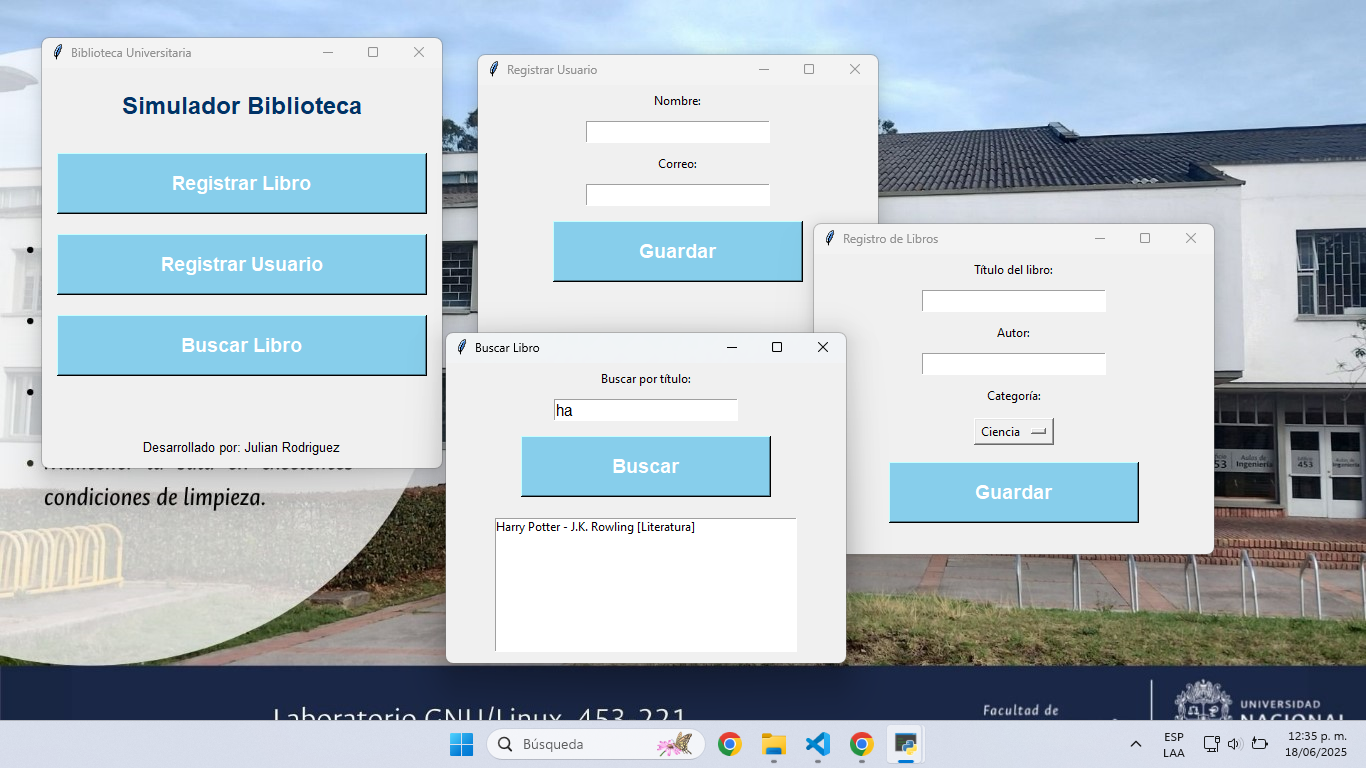 Biblioteca Universitaria
Simulador Biblioteca
Registrar Libro
Registrar Usuario
Buscar Libro
Desarrollado por: Julian Rodriguez
Registrar Usuario
Nombre:
Correo:
Guardar
Registro de Libros
Título del libro:
Autor:
Categoría:
Ciencia
Guardar
Buscar Libro
Buscar por título:
ha
Buscar
Harry Potter - J.K. Rowling [Literatura]
condiciones de limpieza.
53
Aulas de
Ingeniería
Edificio
453
Aulas de
Ingeniería
Laboratorio GNU/Linux 453-221
Facultad de
UNIVERSIDAD
NACIONAL
Búsqueda
ESP
LAA
12:35 p. m.
18/06/2025